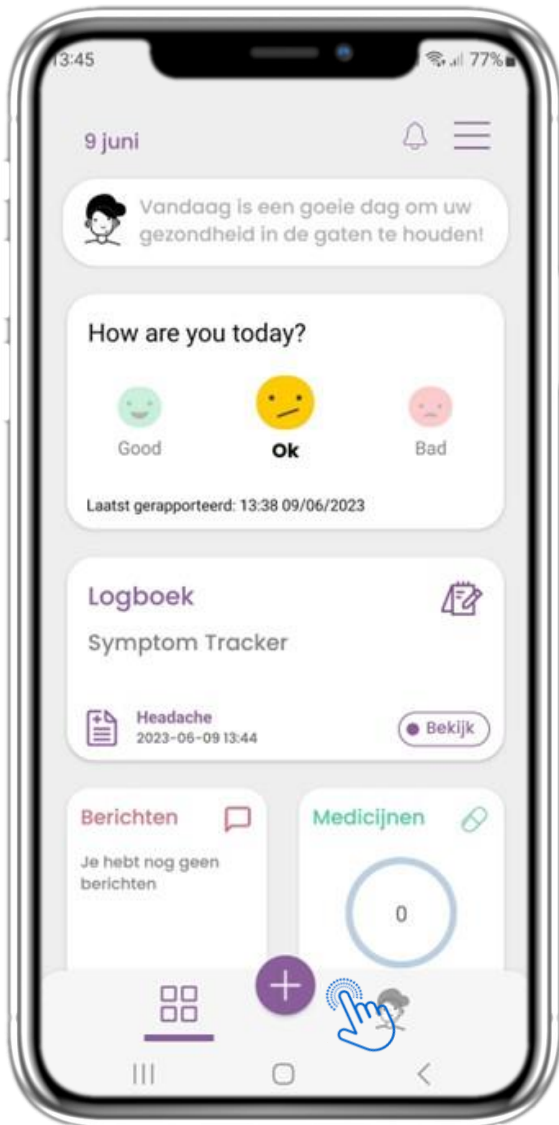 13:45
77%
9 juni
Vandaag is een goeie dag om uw
gezondheid in de gaten te houden!
How are you today?
Good
Ok
Bad
Laatst gerapporteerd: 13:38 09/06/2023
Logboek
Symptom Tracker
Headache
2023-06-09 13:44
Bekijk
Berichten
Je hebt nog geen
berichten
Medicijnen
0